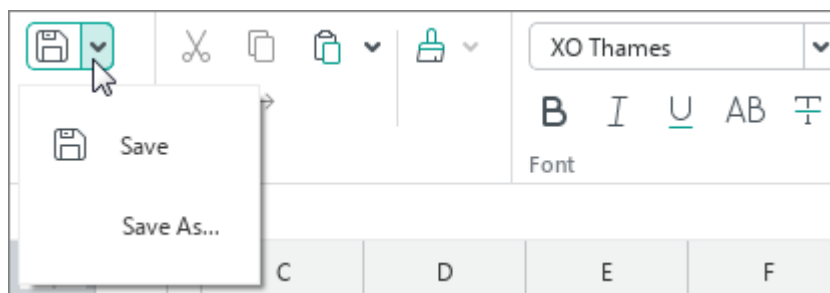 XO Thames
B I U AB T
Font
Save
Save As...
C D E F